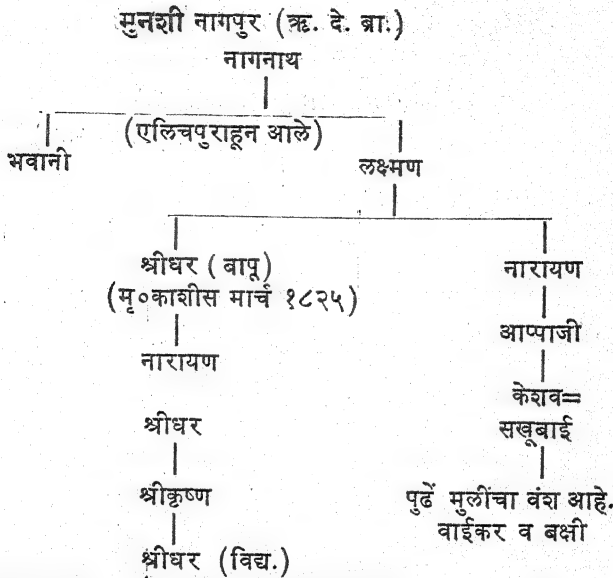 मुनशी नागपुर (ऋ. दे. ब्राः)
नागनाथ
(एलिचपुराहून आले)
भवानी
लक्ष्मण
श्रीधर (बापू)
(मृ०काशीस मार्च १८२५)
नारायण
श्रीधर
श्रीकृष्ण
श्रीधर (विद्य.)
नारायण
आप्पाजी
केशव=
सखूबाई
पुढें मुलींचा वंश आहे.
वाईकर व बक्षी